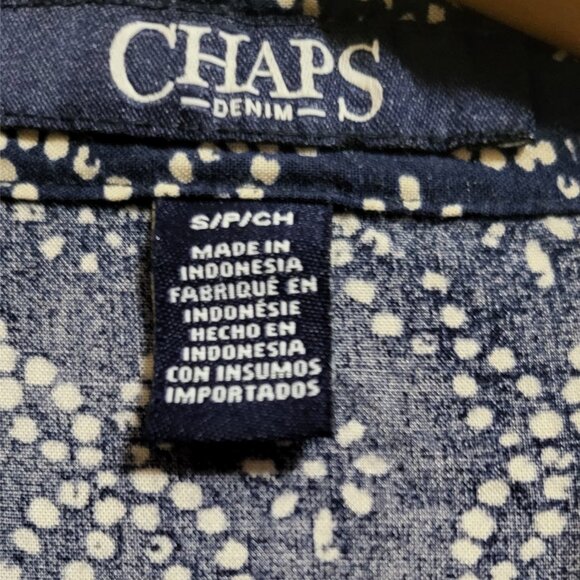 CHAPS
DENIM
S/P/CH
MADE IN
INDONESIA
FABRIQUÉ EN
INDONÉSIE
HECHO EN
INDONESIA
CON INSUMOS
IMPORTADOS